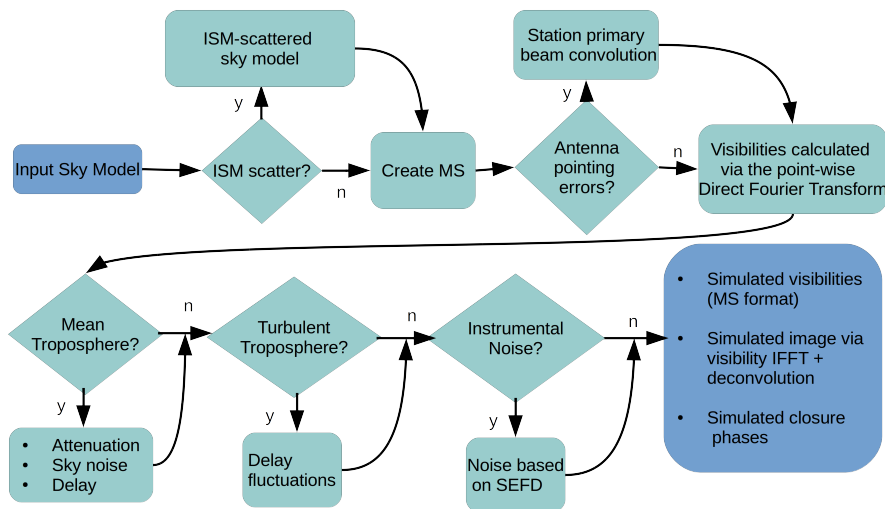 Input Sky Model
ISM scatter?
y
n
ISM-scattered
sky model
Create MS
Antenna
pointing
errors?
y
n
Station primary
beam convolution
Visibilities calculated
via the point-wise
Direct Fourier Transform
Mean
Troposphere?
y
n
• Attenuation
• Sky noise
• Delay
Turbulent
Troposphere?
y
n
Delay
fluctuations
Instrumental
Noise?
y
n
Noise based
on SEFD
• Simulated visibilities
(MS format)
• Simulated image via
visibility IFFT +
deconvolution
• Simulated closure
phases